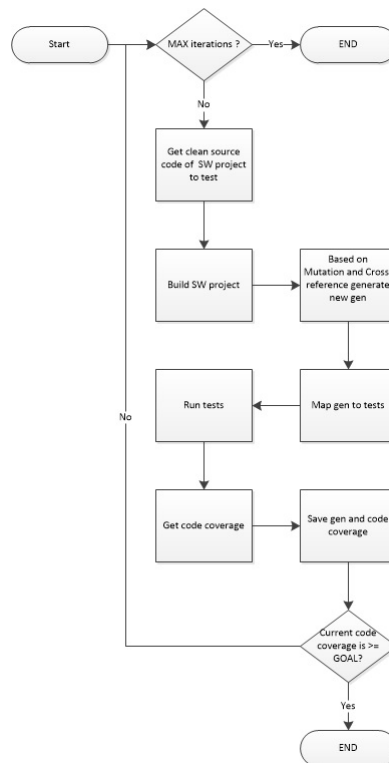 Start
MAX iterations ?
Yes
END
No
Get clean source
code of SW project
to test
Build SW project
Based on
Mutation and Cross
reference generate
new gen
No
Run tests
Map gen to tests
Get code coverage
Save gen and code
coverage
Current code
coverage is >=
GOAL?
Yes
END